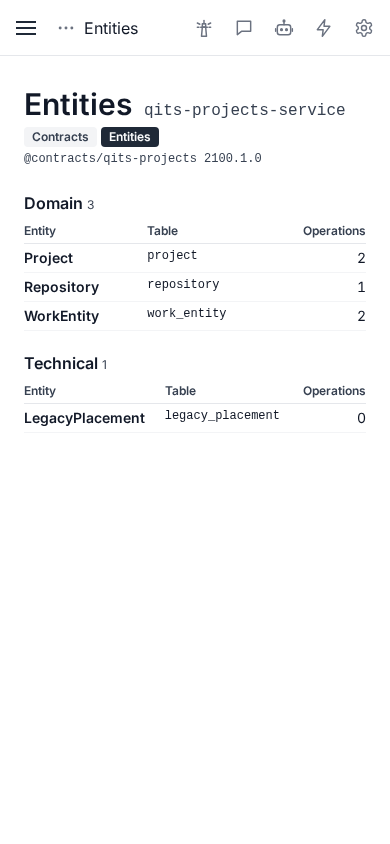 Entities
Entities qits-projects-service
Contracts Entities
@contracts/qits-projects 2100.1.0
Domain 3
Entity Table Operations
Project project 2
Repository repository 1
WorkEntity work_entity 2
Technical 1
Entity Table Operations
LegacyPlacement legacy_placement 0